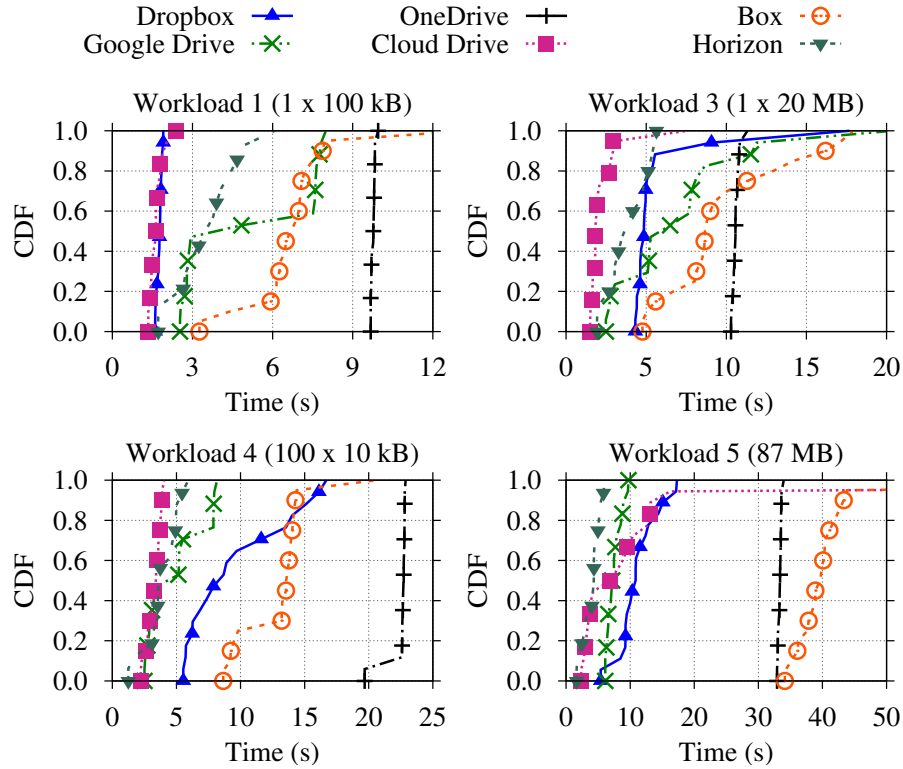 Dropbox OneDrive Box
Google Drive Cloud Drive Horizon
Workload 1 (1 x 100 kB) Workload 3 (1 x 20 MB)
1.0 1.0
0.8 0.8
0.6 0.6
CDF CDF
0.4 0.4
0.2 0.2
0.0 0.0
0 3 6 9 12 0 5 10 15 20
Time (s) Time (s)
Workload 4 (100 x 10 kB) Workload 5 (87 MB)
1.0 1.0
0.8 0.8
0.6 0.6
CDF CDF
0.4 0.4
0.2 0.2
0.0 0.0
0 5 10 15 20 25 0 10 20 30 40 50
Time (s) Time (s)